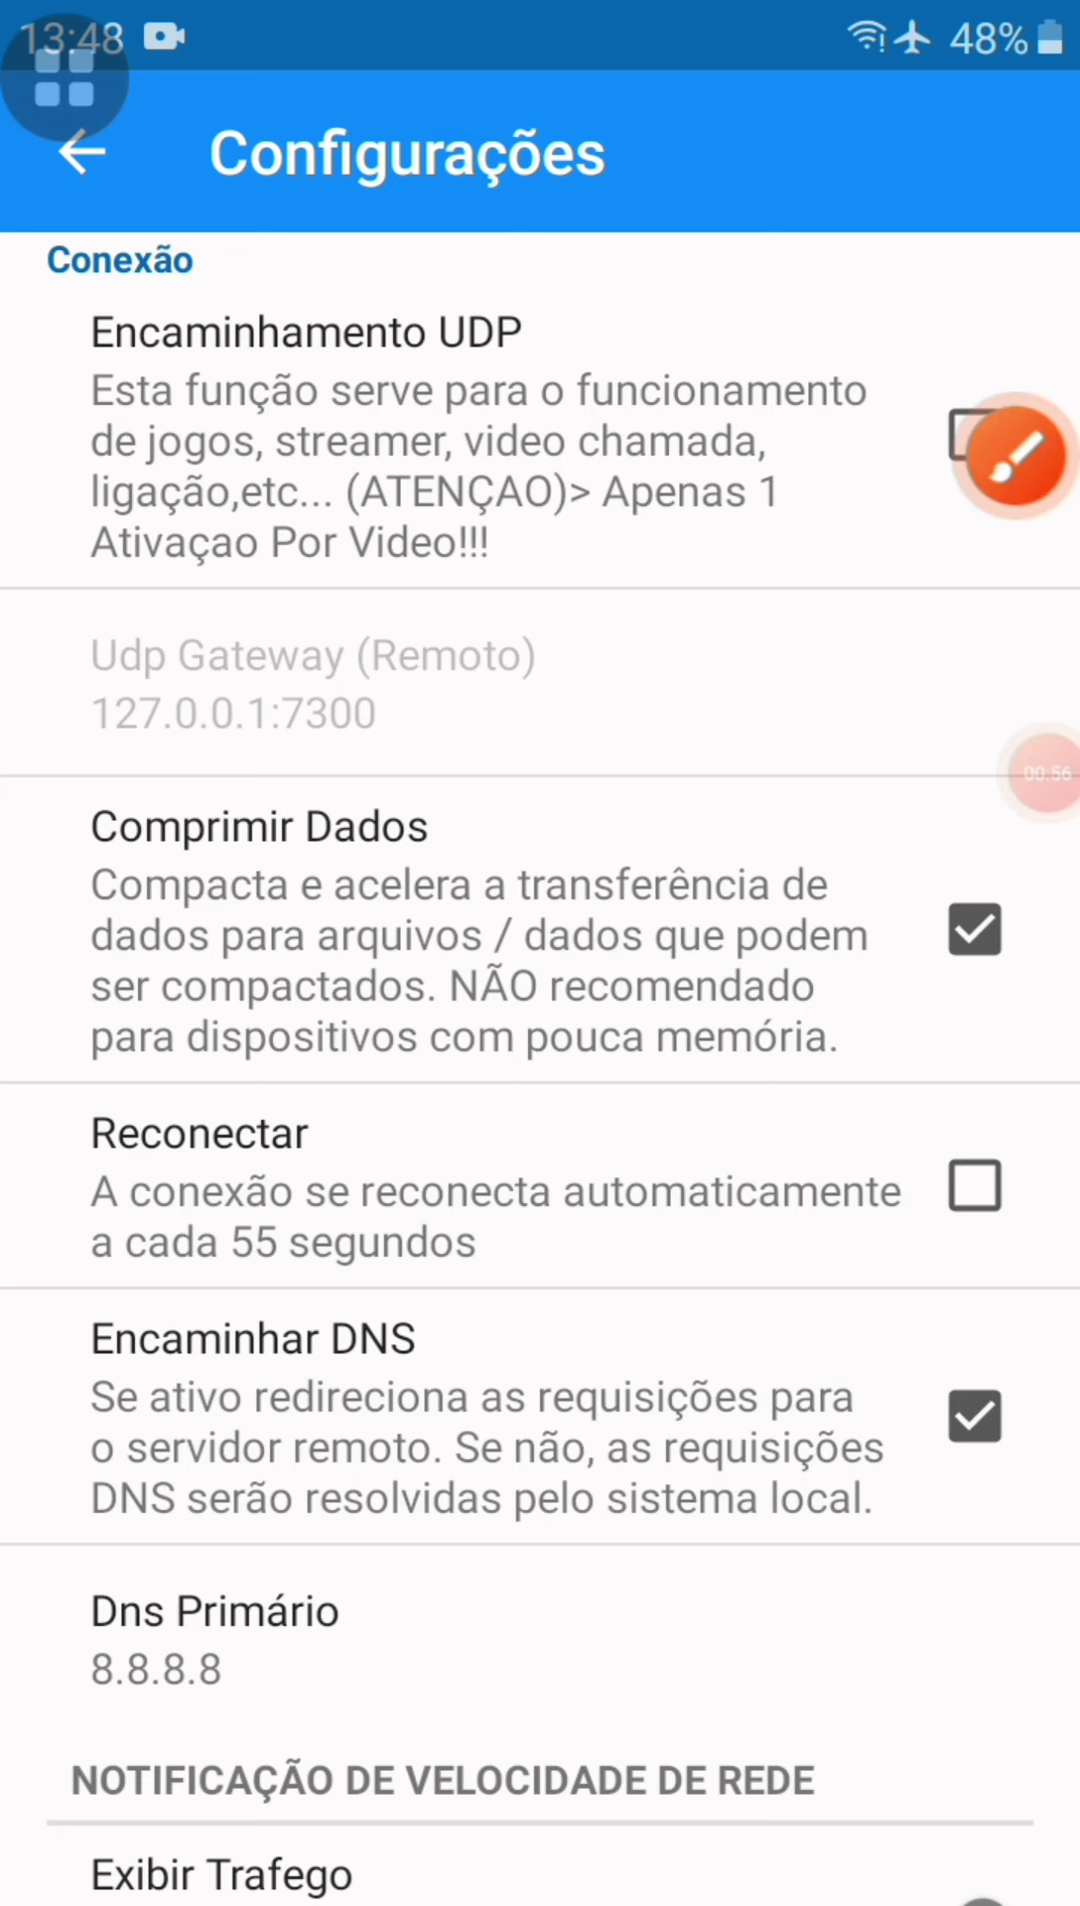 13:48
48%
Configurações
Conexão
Encaminhamento UDP
Esta função serve para o funcionamento
de jogos, streamer, video chamada,
ligação,etc... (ATENÇAO)> Apenas 1
Ativaçao Por Video!!!
Udp Gateway (Remoto)
127.0.0.1:7300
00:56
Comprimir Dados
Compacta e acelera a transferência de
dados para arquivos / dados que podem
ser compactados. NÃO recomendado
para dispositivos com pouca memória.
Reconectar
A conexão se reconecta automaticamente
a cada 55 segundos
Encaminhar DNS
Se ativo redireciona as requisições para
o servidor remoto. Se não, as requisições
DNS serão resolvidas pelo sistema local.
Dns Primário
8.8.8.8
NOTIFICAÇÃO DE VELOCIDADE DE REDE
Exibir Trafego